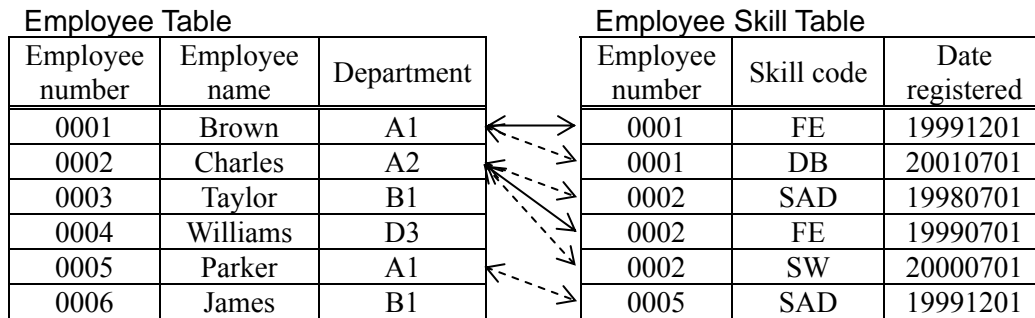 Employee Table
Employee number Employee name Department
0001 Brown A1
0002 Charles A2
0003 Taylor B1
0004 Williams D3
0005 Parker A1
0006 James B1
Employee Skill Table
Employee number Skill code Date registered
0001 FE 19991201
0001 DB 20010701
0002 SAD 19980701
0002 FE 19990701
0002 SW 20000701
0005 SAD 19991201